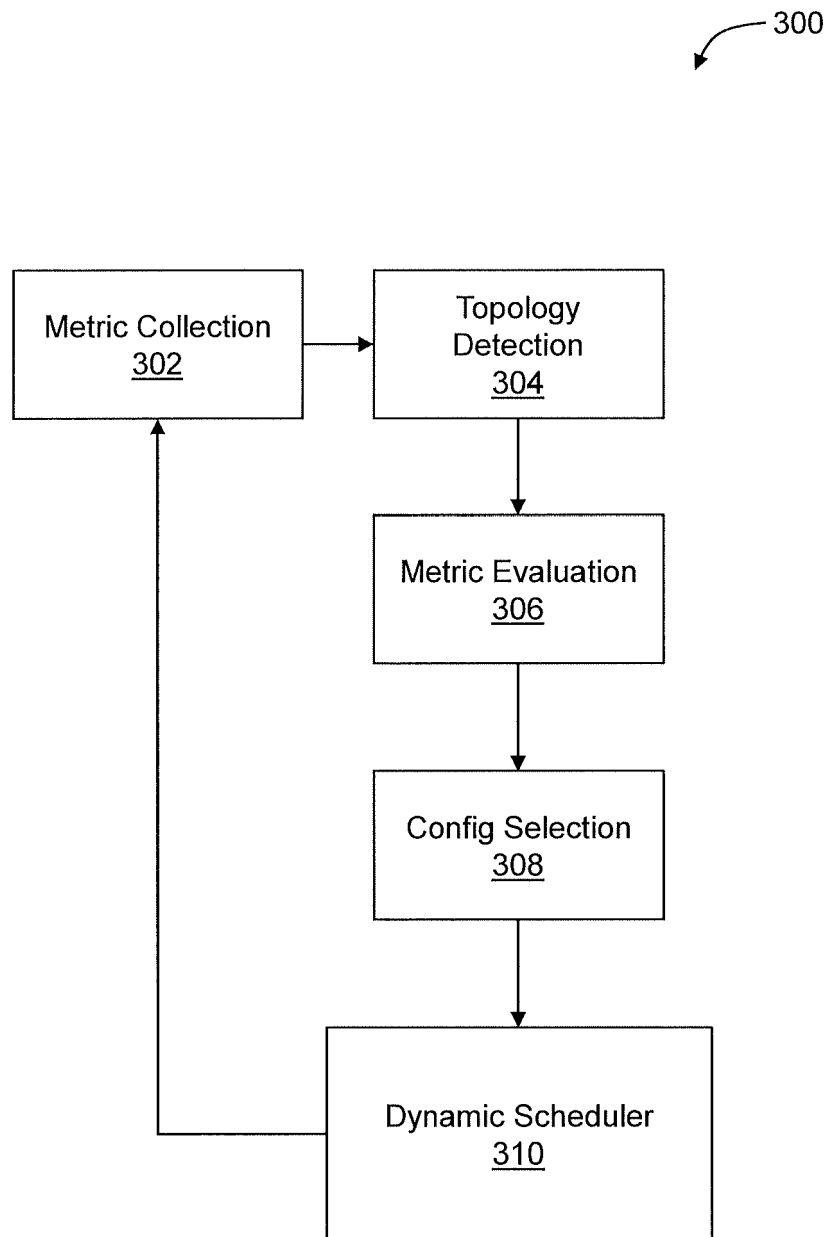 300
Metric Collection
302
Topology
Detection
304
Metric Evaluation
306
Config Selection
308
Dynamic Scheduler
310